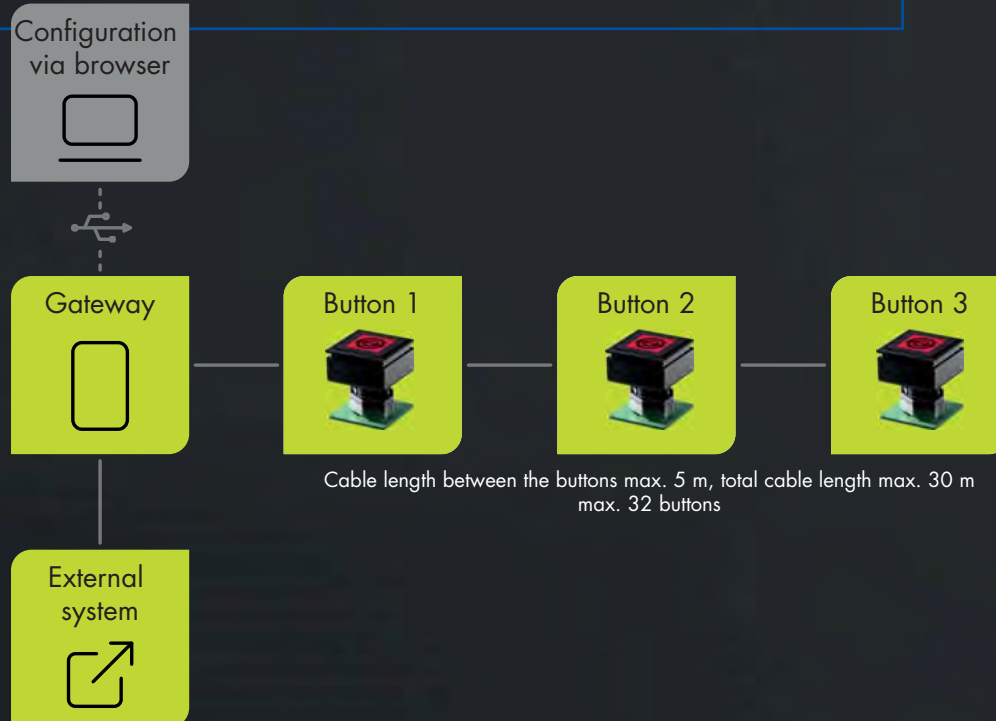 Configuration
via browser
Gateway
Button 1
Button 2
Button 3
Cable length between the buttons max. 5 m, total cable length max. 30 m
max. 32 buttons
External
system